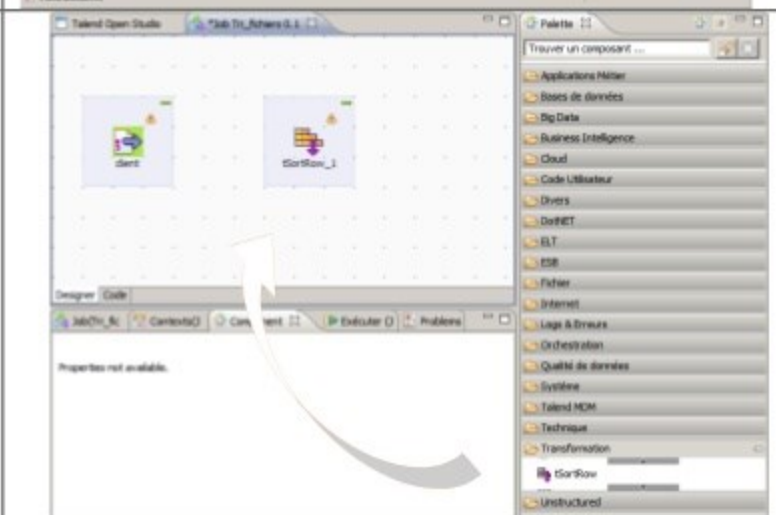 Talend Open Studio
*Job Tri_fichiers 0.1
client
tSortRow_1
Designer Code
Job(Tri_fic
Contexts()
Component
Exécuter ()
Problems
Properties not available.
Palette
Trouver un composant ...
Applications Métier
Bases de données
Big Data
Business Intelligence
Cloud
Code Utilisateur
Divers
DotNET
ELT
ESB
Fichier
Internet
Logs & Erreurs
Orchestration
Qualité de données
Système
Talend MDM
Technique
Transformation
tSortRow
Unstructured